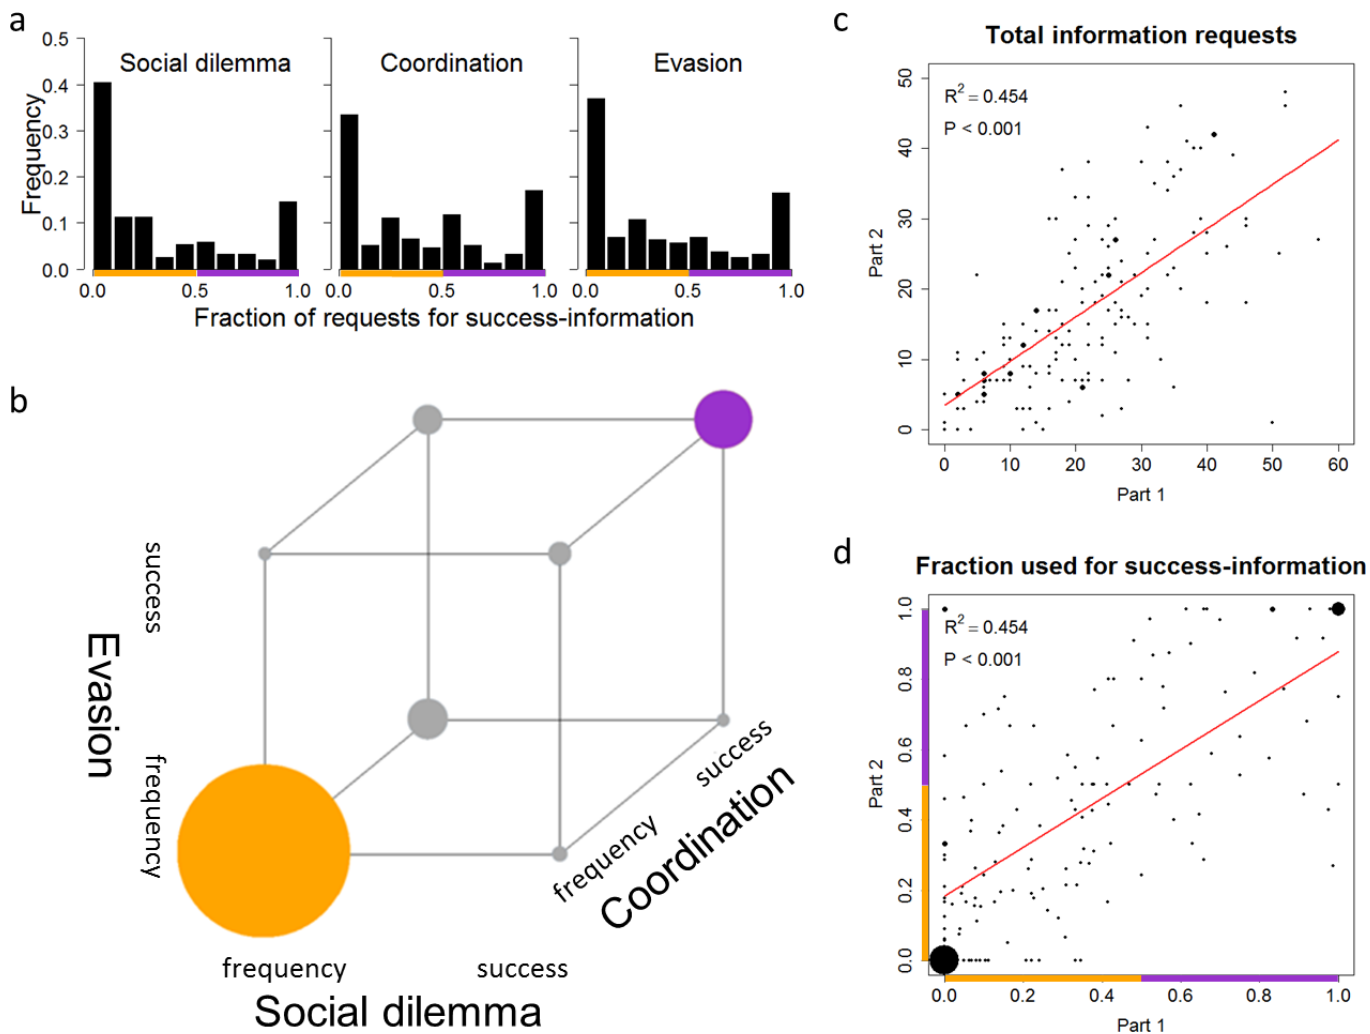 a
Social dilemma
Coordination
Evasion
Frequency
0.5
0.4
0.3
0.2
0.1
0.0
0.0 0.5 1.0
0.0 0.5 1.0
0.0 0.5 1.0
Fraction of requests for success-information
b
success
Evasion
frequency
success
Coordination
frequency
frequency success
Social dilemma
c
Total information requests
R² = 0.454
P < 0.001
Part 2
50
40
30
20
10
0
0 10 20 30 40 50 60
Part 1
d
Fraction used for success-information
R² = 0.454
P < 0.001
Part 2
1.0
0.8
0.6
0.4
0.2
0.0
0.0 0.2 0.4 0.6 0.8 1.0
Part 1